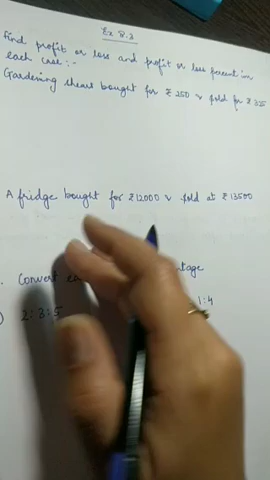 Ex 8.3
Find profit or loss and profit or loss percent in
each case :-
Gardening shears bought for ₹ 250 & sold for ₹ 325
A fridge bought for ₹ 12000 & sold at ₹ 13500
Convert
2:3:5
1:4